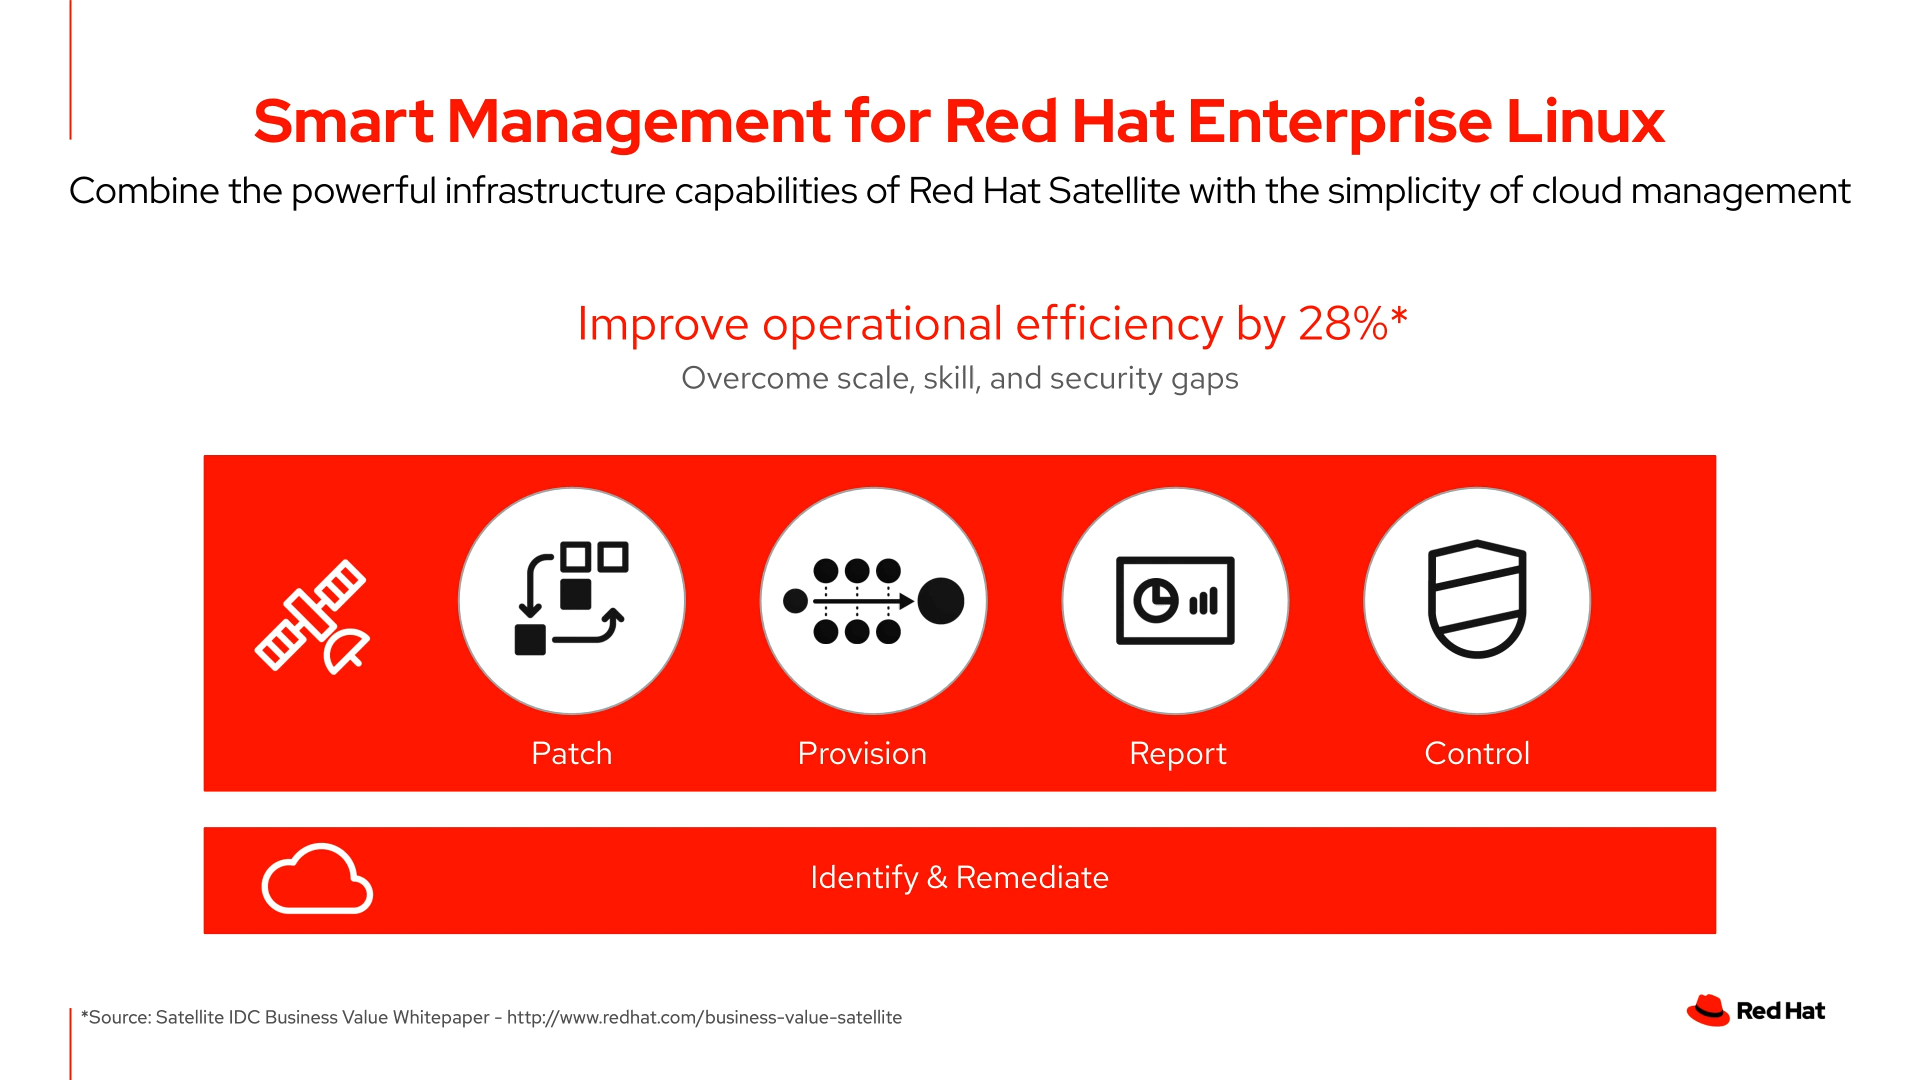 Smart Management for Red Hat Enterprise Linux
Combine the powerful infrastructure capabilities of Red Hat Satellite with the simplicity of cloud management
Improve operational efficiency by 28%*
Overcome scale, skill, and security gaps
Patch
Provision
Report
Control
Identify & Remediate
*Source: Satellite IDC Business Value Whitepaper - http://www.redhat.com/business-value-satellite
Red Hat